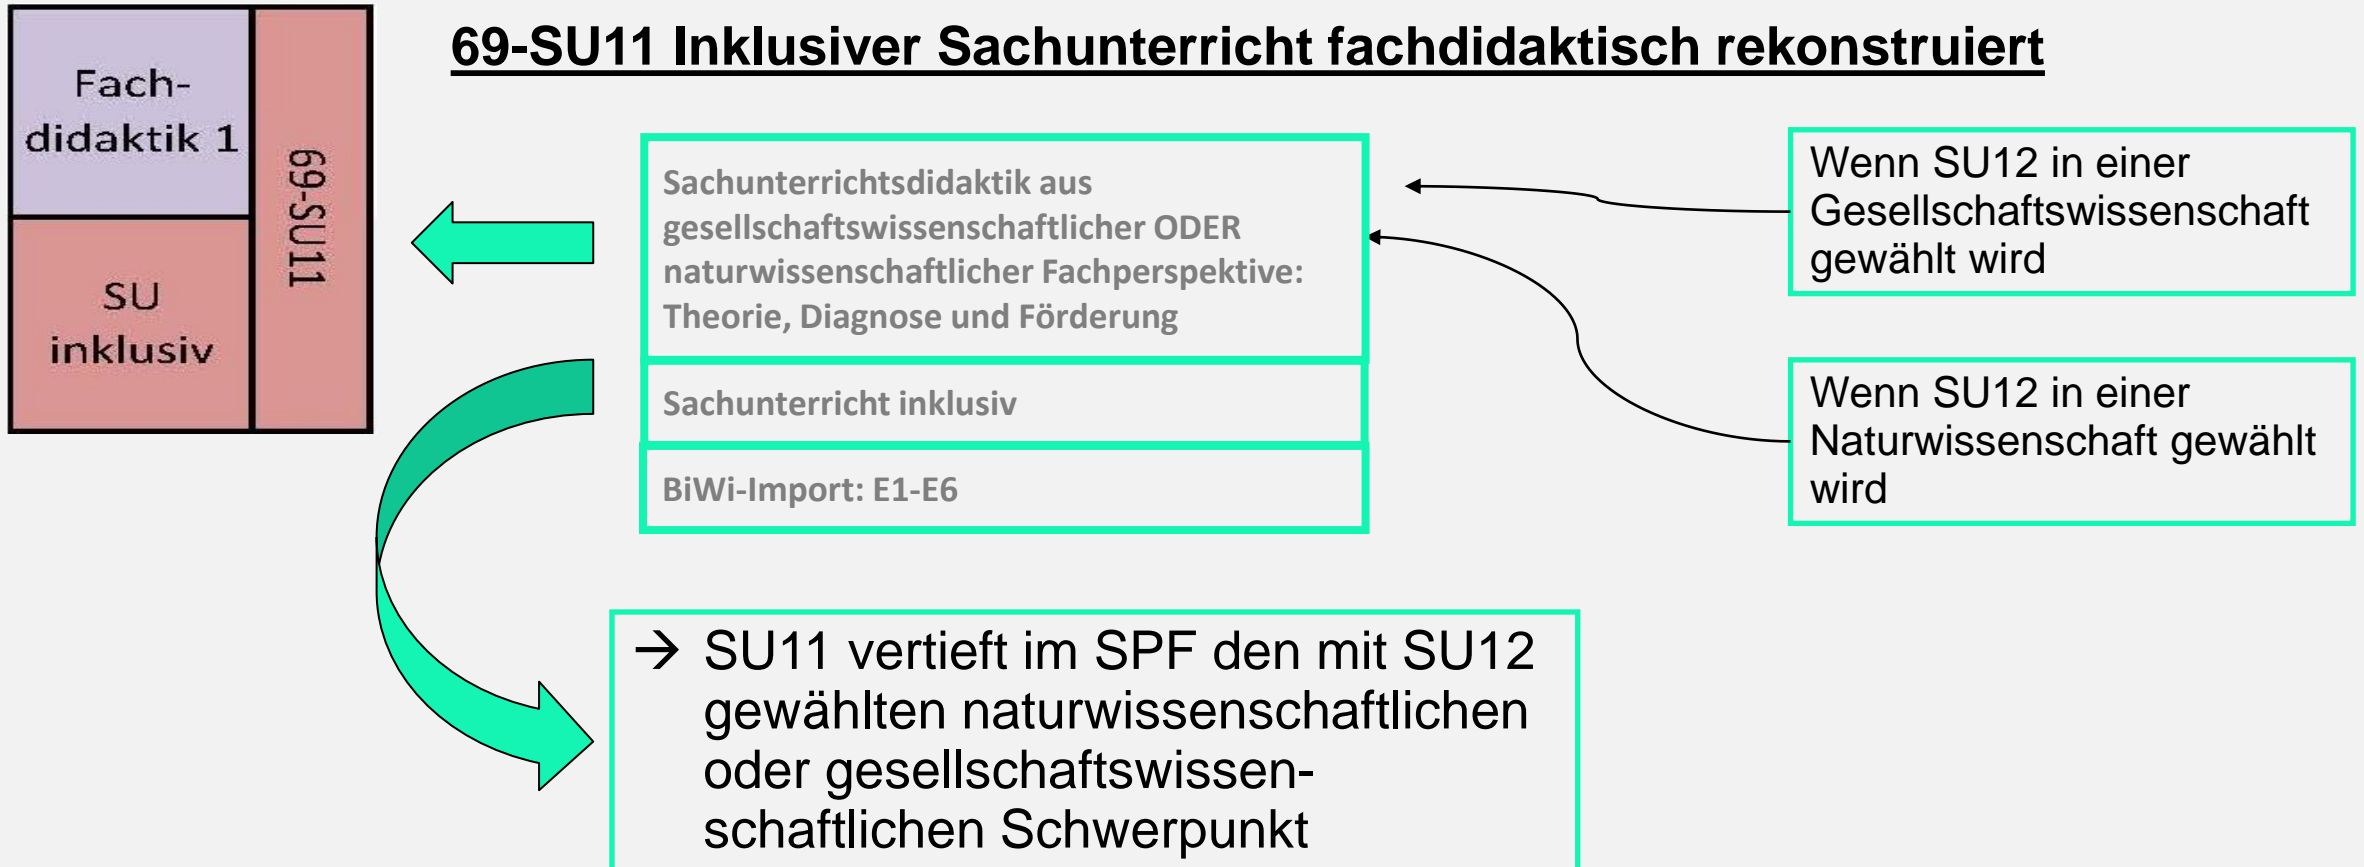 69-SU11 Inklusiver Sachunterricht fachdidaktisch rekonstruiert
Fach-
didaktik 1
SU
inklusiv
69-SU11
Sachunterrichtsdidaktik aus
gesellschaftswissenschaftlicher ODER
naturwissenschaftlicher Fachperspektive:
Theorie, Diagnose und Förderung
Sachunterricht inklusiv
BiWi-Import: E1-E6
Wenn SU12 in einer
Gesellschaftswissenschaft
gewählt wird
Wenn SU12 in einer
Naturwissenschaft gewählt
wird
→ SU11 vertieft im SPF den mit SU12
gewählten naturwissenschaftlichen
oder gesellschaftswissen-
schaftlichen Schwerpunkt